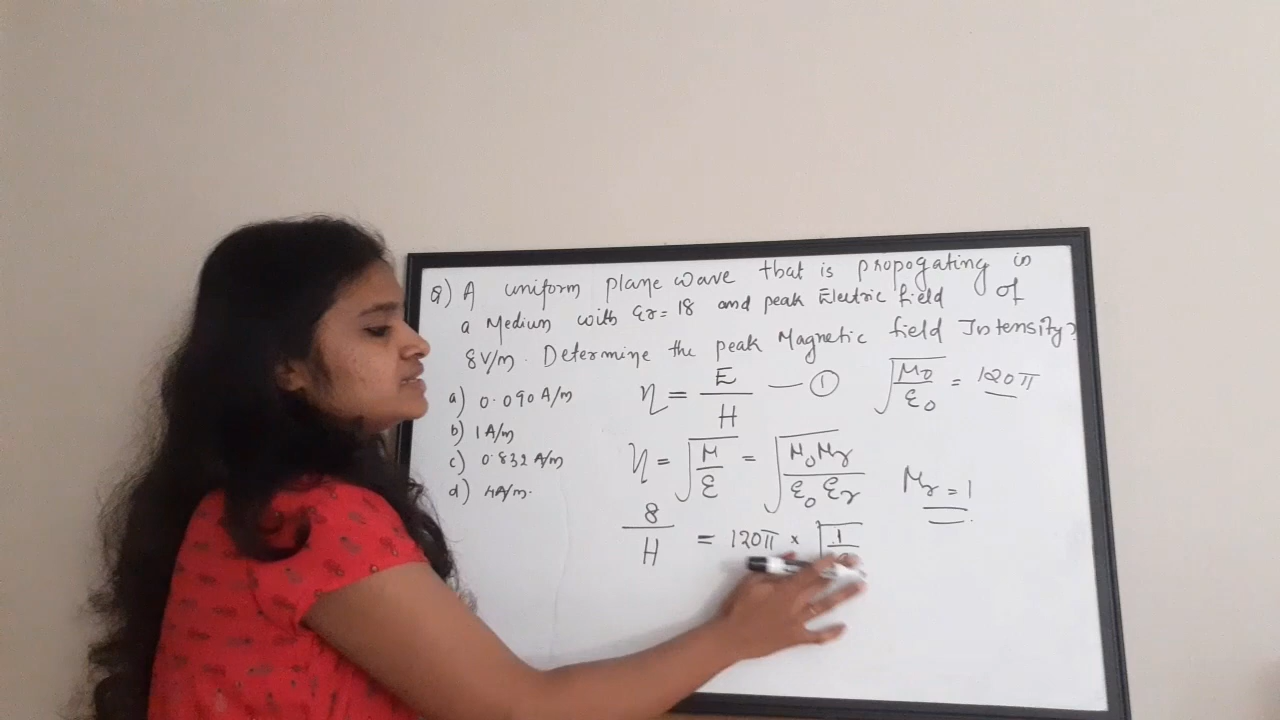 Q) A uniform plane wave that is propogating in
a Medium with εr = 18 and peak Electric field of
8V/m. Determine the peak Magnetic field Intensity?
a) 0.090 A/m
b) 1 A/m
c) 0.832 A/m
d) 4A/m.
η = E/H — ①
√(μ0/ε0) = 120π
η = √(μ/ε) = √(μ0μr/ε0εr)
μr = 1
8/H = 120π × √1